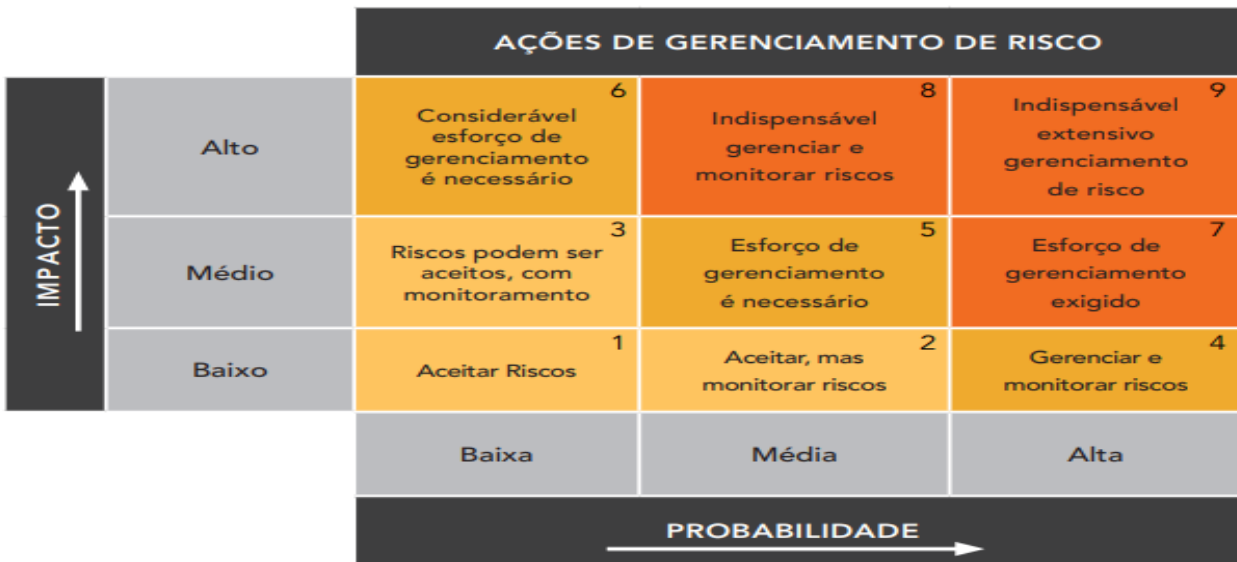 AÇÕES DE GERENCIAMENTO DE RISCO
IMPACTO
Alto
6
Considerável
esforço de
gerenciamento
é necessário
8
Indispensável
gerenciar e
monitorar riscos
9
Indispensável
extensivo
gerenciamento
de risco
Médio
3
Riscos podem ser
aceitos, com
monitoramento
5
Esforço de
gerenciamento
é necessário
7
Esforço de
gerenciamento
exigido
Baixo
1
Aceitar Riscos
2
Aceitar, mas
monitorar riscos
4
Gerenciar e
monitorar riscos
Baixa
Média
Alta
PROBABILIDADE